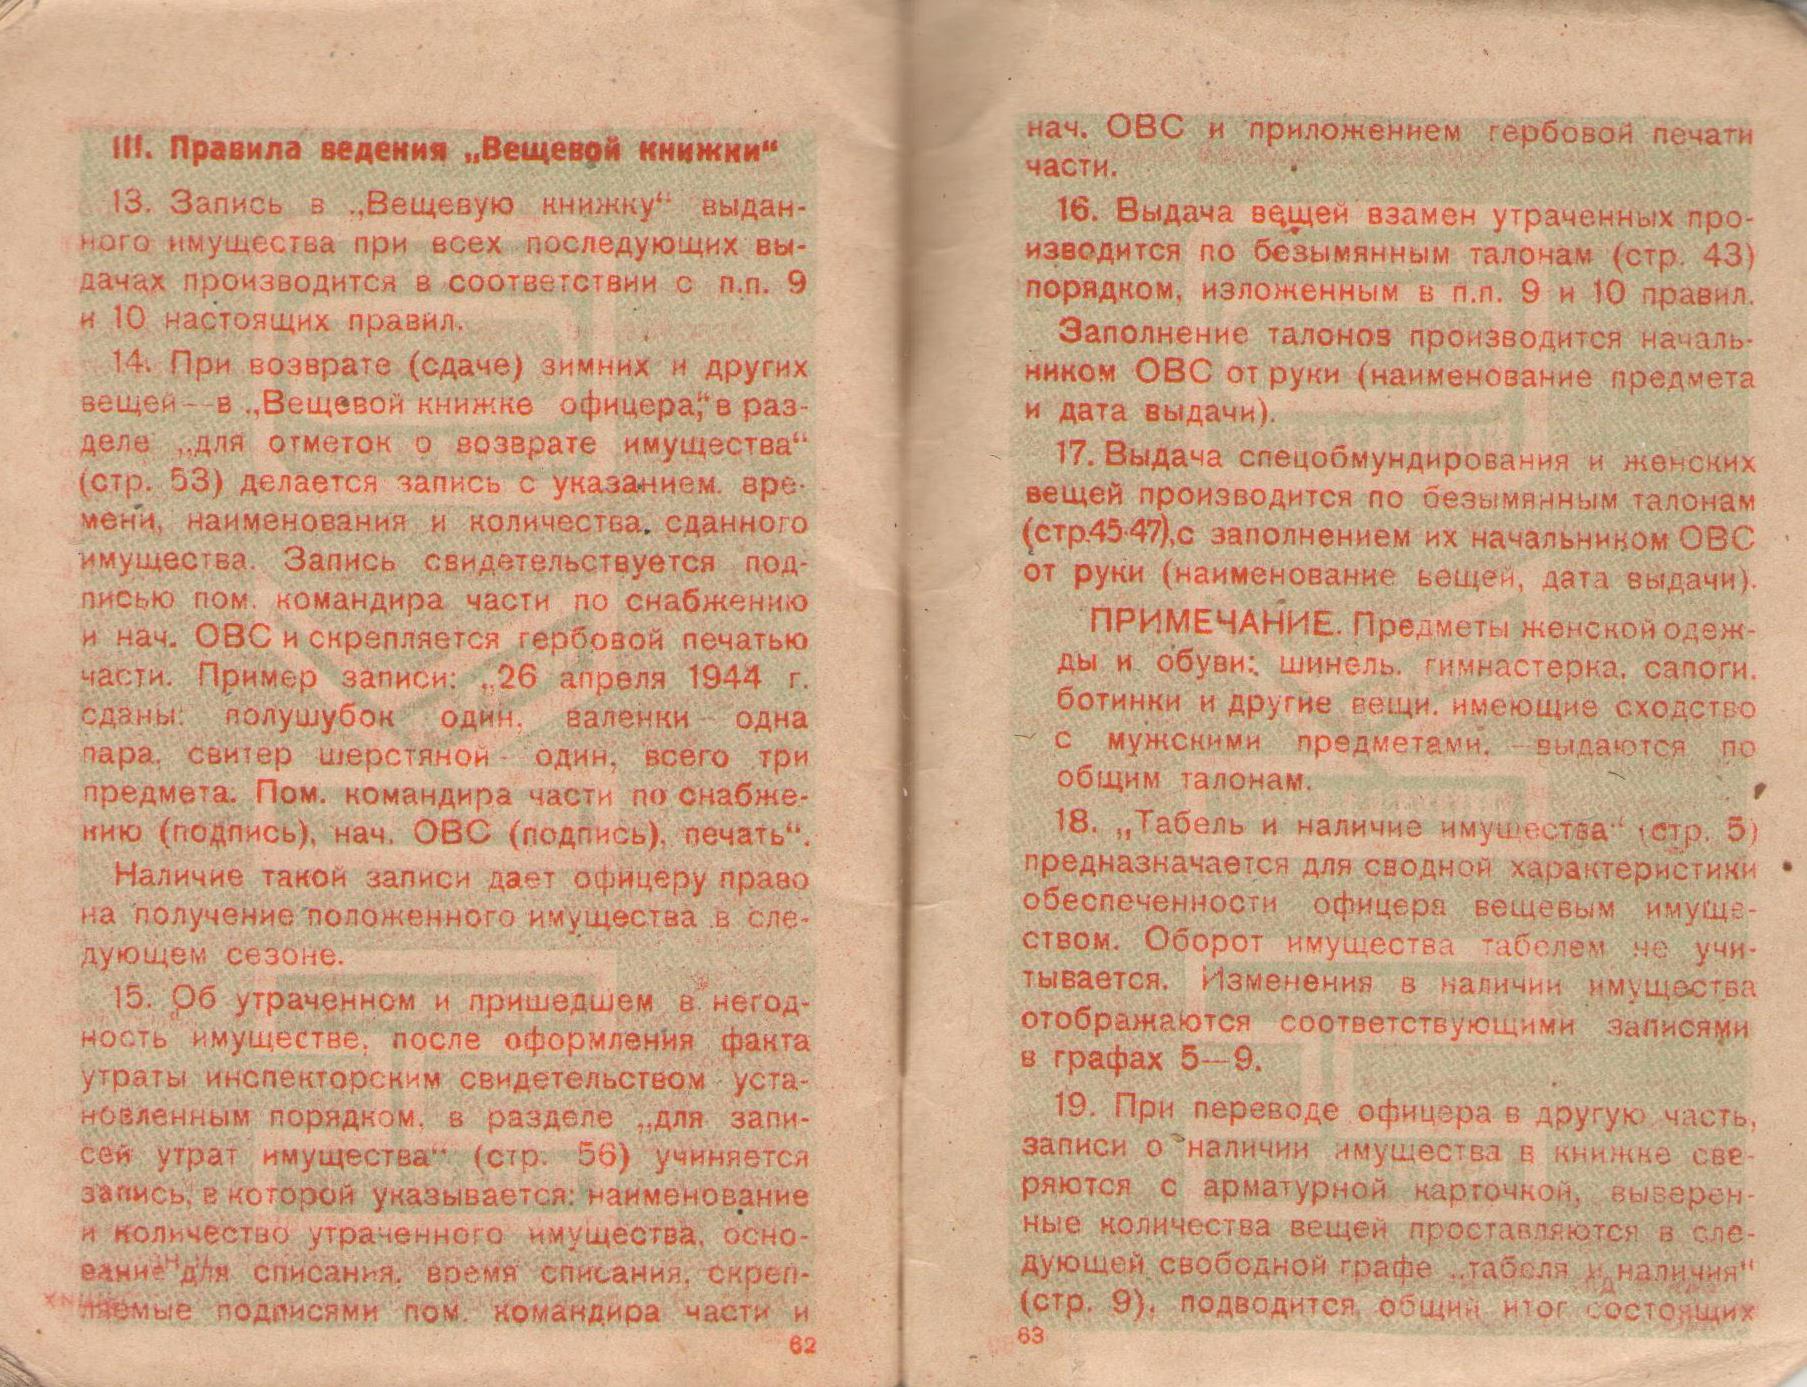 III. Правила ведения „Вещевой книжки“
13. Запись в „Вещевую книжку“ выдан-
ного имущества при всех последующих вы-
дачах производится в соответствии с п.п. 9
и 10 настоящих правил.
14. При возврате (сдаче) зимних и других
вещей—в „Вещевой книжке офицера,“ в раз-
деле „для отметок о возврате имущества“
(стр. 53) делается запись с указанием. вре-
мени, наименования и количества, сданного
имущества. Запись свидетельствуется под-
писью пом. командира части по снабжению
и нач. ОВС и скрепляется гербовой печатью
части. Пример записи: „26 апреля 1944 г.
сданы: полушубок один, валенки— одна
пара, свитер шерстяной— один, всего три
предмета. Пом. командира части по снабже-
нию (подпись), нач. ОВС (подпись), печать“.
Наличие такой записи дает офицеру право
на получение положенного имущества в сле-
дующем сезоне.
15. Об утраченном и пришедшем в негод-
ность имуществе, после оформления факта
утраты инспекторским свидетельством уста-
новленным порядком, в разделе „для запи-
сей утрат имущества“ (стр. 56) учиняется
запись, в которой указывается: наименование
и количество утраченного имущества, осно-
вание для списания, время списания, скреп-
ляемые подписями пом. командира части и
62
нач. ОВС и приложением гербовой печати
части.
16. Выдача вещей взамен утраченных про-
изводится по безымянным талонам (стр. 43)
порядком, изложенным в п.п. 9 и 10 правил.
Заполнение талонов производится началь-
ником ОВС от руки (наименование предмета
и дата выдачи).
17. Выдача спецобмундирования и женских
вещей производится по безымянным талонам
(стр.45-47),с заполнением их начальником ОВС
от руки (наименование вещей, дата выдачи).
ПРИМЕЧАНИЕ. Предметы женской одеж-
ды и обуви: шинель, гимнастерка, сапоги,
ботинки и другие вещи, имеющие сходство
с мужскими предметами, —выдаются по
общим талонам.
18. „Табель и наличие имущества“ (стр. 5)
предназначается для сводной характеристики
обеспеченности офицера вещевым имуще-
ством. Оборот имущества табелем не учи-
тывается. Изменения в наличии имущества
отображаются соответствующими записями
в графах 5—9.
19. При переводе офицера в другую часть,
записи о наличии имущества в книжке све-
ряются с арматурной карточкой, выверен-
ные количества вещей проставляются в сле-
дующей свободной графе „табеля и наличия“
(стр. 9), подводится общий итог состоящих
63